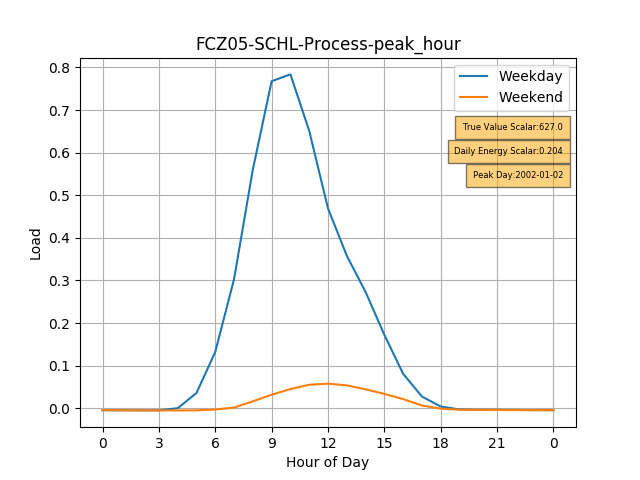 FCZ05-SCHL-Process-peak_hour
Weekday
Weekend
True Value Scalar:627.0
Daily Energy Scalar:0.204
Peak Day:2002-01-02
Load
0.8
0.7
0.6
0.5
0.4
0.3
0.2
0.1
0.0
0 3 6 9 12 15 18 21 0
Hour of Day